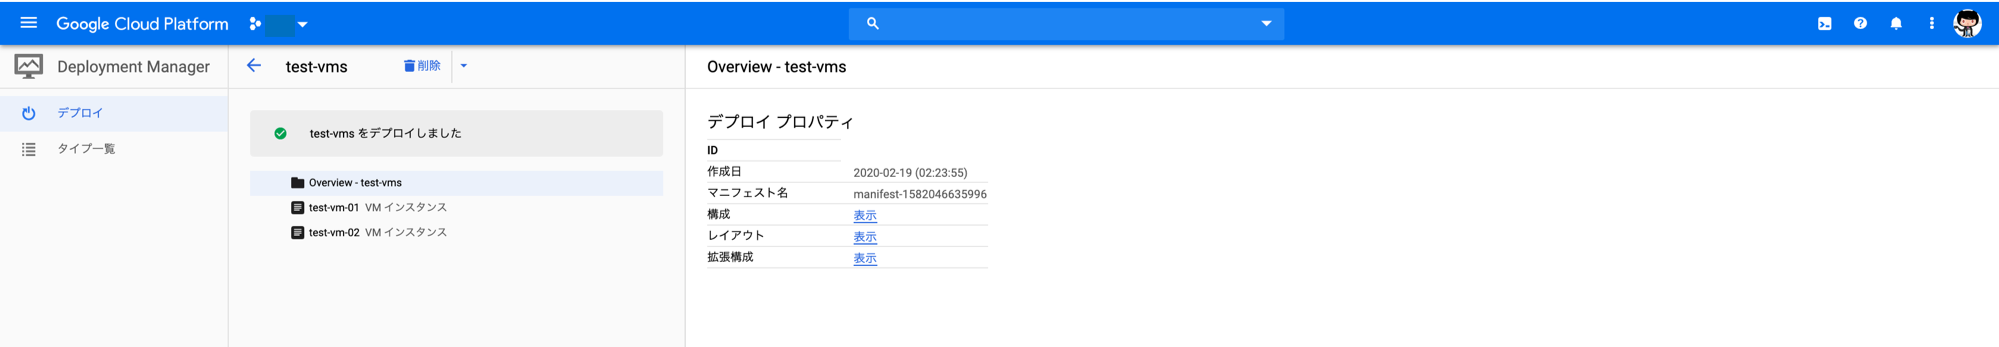 Google Cloud Platform
Deployment Manager
デプロイ
タイプ一覧
test-vms 削除
test-vms をデプロイしました
Overview - test-vms
test-vm-01 VM インスタンス
test-vm-02 VM インスタンス
Overview - test-vms
デプロイ プロパティ
ID
作成日 2020-02-19 (02:23:55)
マニフェスト名 manifest-1582046635996
構成 表示
レイアウト 表示
拡張構成 表示